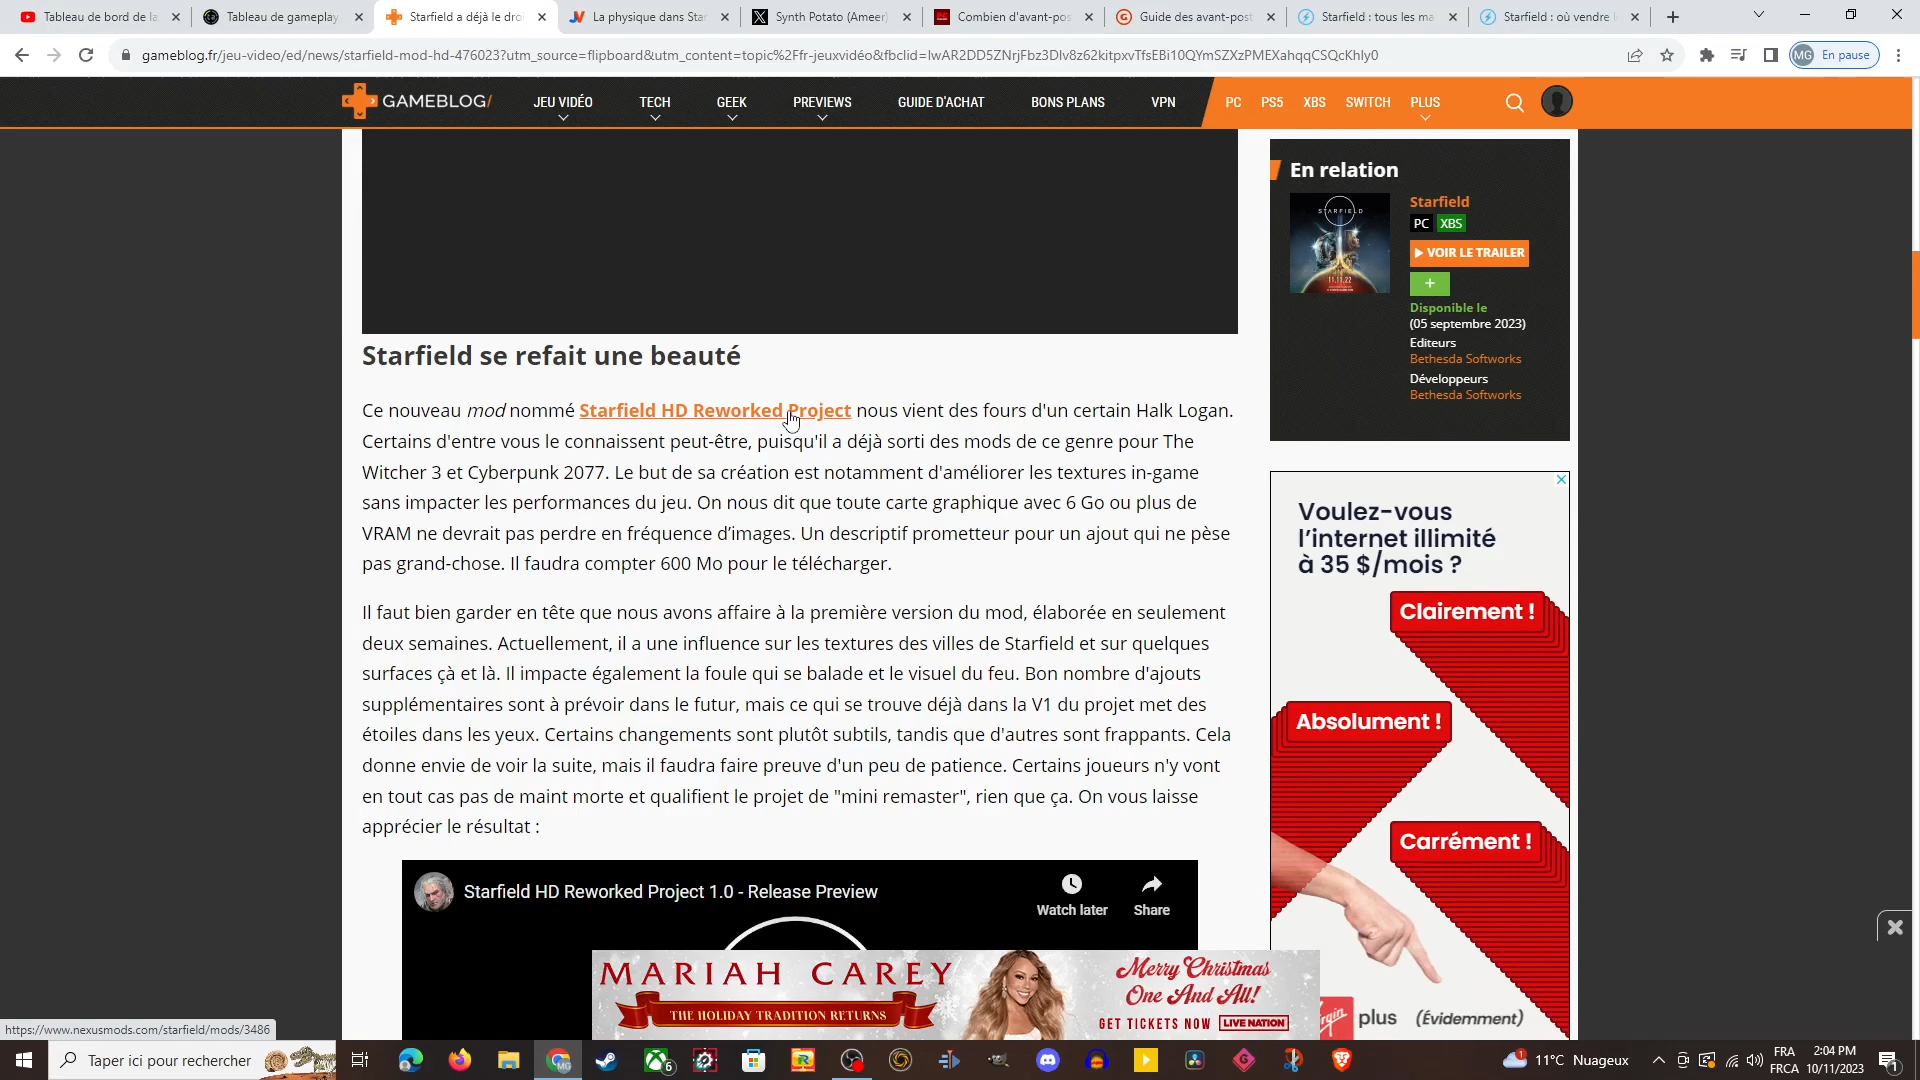 Tableau de bord de la
Tableau de gameplay
Starfield a déjà le droi
La physique dans Star
Synth Potato (Ameer)
Combien d'avant-pos
Guide des avant-post
Starfield : tous les ma
Starfield : où vendre l
gameblog.fr/jeu-video/ed/news/starfield-mod-hd-476023?utm_source=flipboard&utm_content=topic%2Ffr-jeuxvidéo&fbclid=IwAR2DD5ZNrjFbz3Dlv8z62kitpxvTfsEBi10QYmSZXzPMEXahqqCSQcKhly0
MG En pause
GAMEBLOG/
JEU VIDÉO
TECH
GEEK
PREVIEWS
GUIDE D'ACHAT
BONS PLANS
VPN
PC
PS5
XBS
SWITCH
PLUS
Starfield se refait une beauté
Ce nouveau mod nommé Starfield HD Reworked Project nous vient des fours d'un certain Halk Logan.
Certains d'entre vous le connaissent peut-être, puisqu'il a déjà sorti des mods de ce genre pour The
Witcher 3 et Cyberpunk 2077. Le but de sa création est notamment d'améliorer les textures in-game
sans impacter les performances du jeu. On nous dit que toute carte graphique avec 6 Go ou plus de
VRAM ne devrait pas perdre en fréquence d’images. Un descriptif prometteur pour un ajout qui ne pèse
pas grand-chose. Il faudra compter 600 Mo pour le télécharger.
Il faut bien garder en tête que nous avons affaire à la première version du mod, élaborée en seulement
deux semaines. Actuellement, il a une influence sur les textures des villes de Starfield et sur quelques
surfaces çà et là. Il impacte également la foule qui se balade et le visuel du feu. Bon nombre d'ajouts
supplémentaires sont à prévoir dans le futur, mais ce qui se trouve déjà dans la V1 du projet met des
étoiles dans les yeux. Certains changements sont plutôt subtils, tandis que d'autres sont frappants. Cela
donne envie de voir la suite, mais il faudra faire preuve d'un peu de patience. Certains joueurs n'y vont
en tout cas pas de maint morte et qualifient le projet de "mini remaster", rien que ça. On vous laisse
apprécier le résultat :
Starfield HD Reworked Project 1.0 - Release Preview
Watch later
Share
En relation
STARFIELD
11.11.22
Starfield
PC XBS
VOIR LE TRAILER
+
Disponible le
(05 septembre 2023)
Editeurs
Bethesda Softworks
Développeurs
Bethesda Softworks
Voulez-vous
l’internet illimité
à 35 $/mois ?
Clairement !
Absolument !
Carrément !
plus (Évidemment)
MARIAH CAREY
THE HOLIDAY TRADITION RETURNS
Merry Christmas
One And All!
GET TICKETS NOW LIVE NATION
https://www.nexusmods.com/starfield/mods/3486
Taper ici pour rechercher
6
11°C Nuageux
FRA
FRCA
2:04 PM
10/11/2023
1